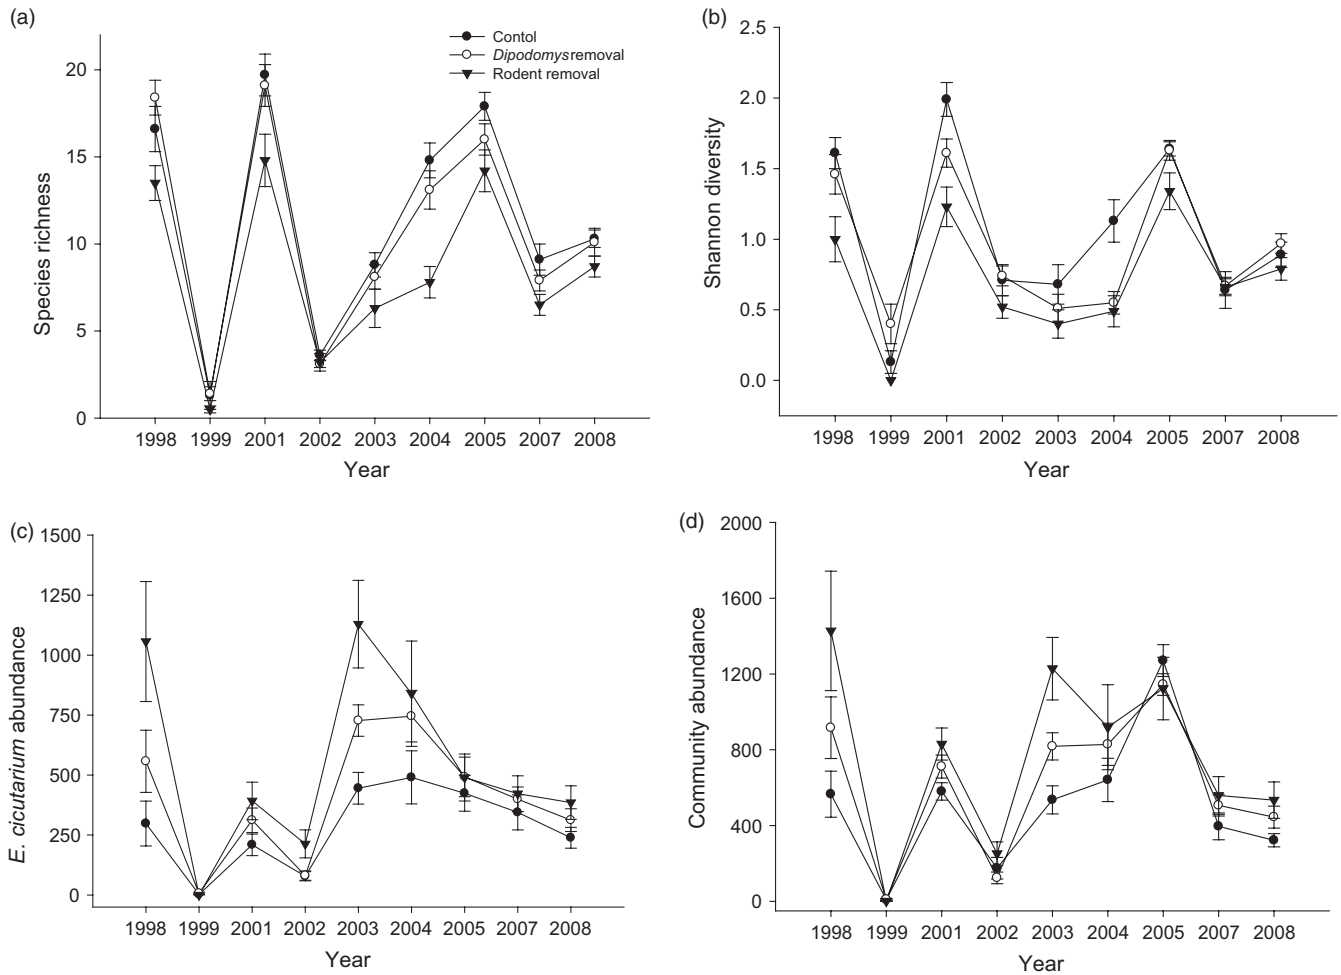 (a)
Contol
Dipodomysremoval
Rodent removal
20
15
10
5
0
Species richness
1998 1999 2001 2002 2003 2004 2005 2007 2008
Year
(b)
2.5
2.0
1.5
1.0
0.5
0.0
Shannon diversity
1998 1999 2001 2002 2003 2004 2005 2007 2008
Year
(c)
1500
1250
1000
750
500
250
0
E. cicutarium abundance
1998 1999 2001 2002 2003 2004 2005 2007 2008
Year
(d)
2000
1600
1200
800
400
0
Community abundance
1998 1999 2001 2002 2003 2004 2005 2007 2008
Year